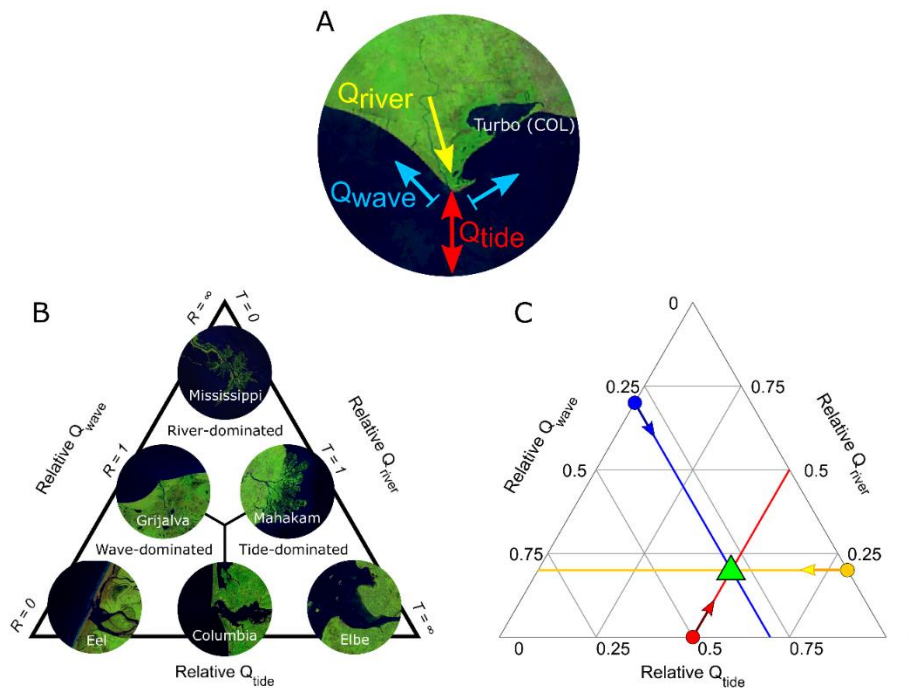 A
Qriver
Turbo (COL)
Qwave
Qtide
B
R = ∞
T = 0
Mississippi
River-dominated
Relative Qwave
Relative Qriver
R = 1
T = 1
Grijalva
Mahakam
Wave-dominated
Tide-dominated
R = 0
T = ∞
Eel
Columbia
Elbe
Relative Qtide
C
0
0.25
0.75
Relative Qwave
Relative Qriver
0.5
0.5
0.75
0.25
0
0.25
0.5
0.75
0
Relative Qtide